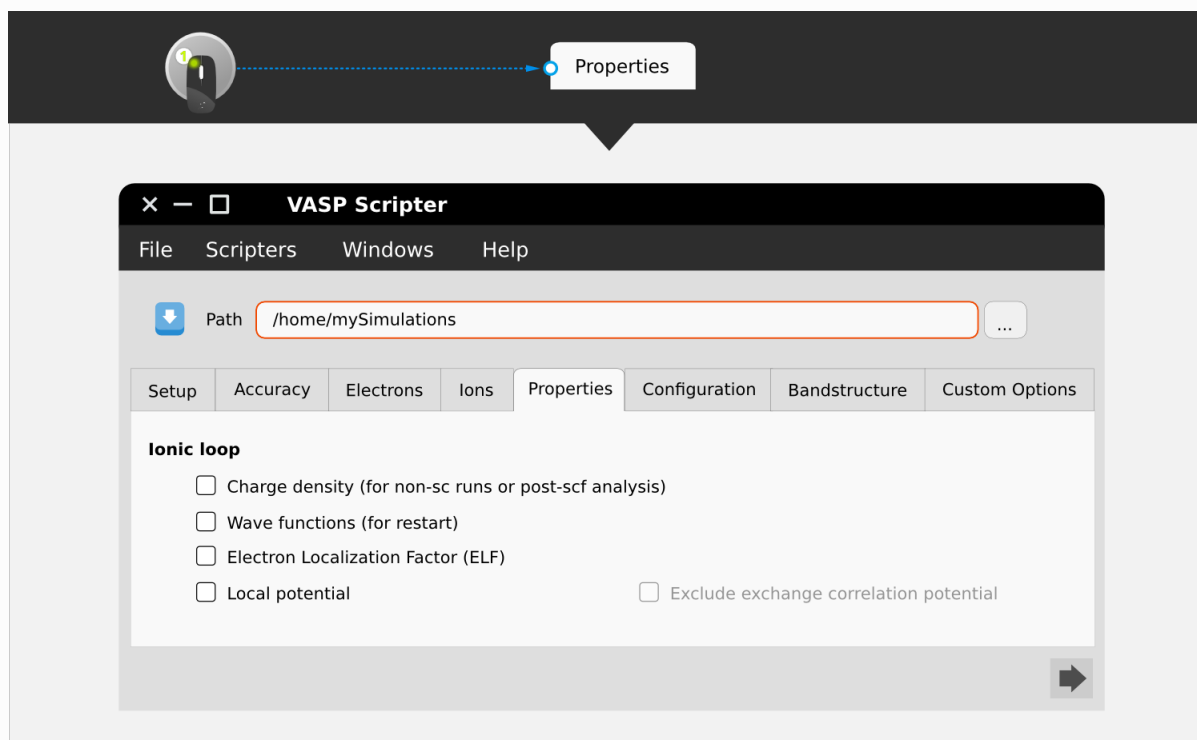 1
Properties
VASP Scripter
File Scripters Windows Help
Path /home/mySimulations ...
Setup Accuracy Electrons Ions Properties Configuration Bandstructure Custom Options
Ionic loop
Charge density (for non-sc runs or post-scf analysis)
Wave functions (for restart)
Electron Localization Factor (ELF)
Local potential Exclude exchange correlation potential